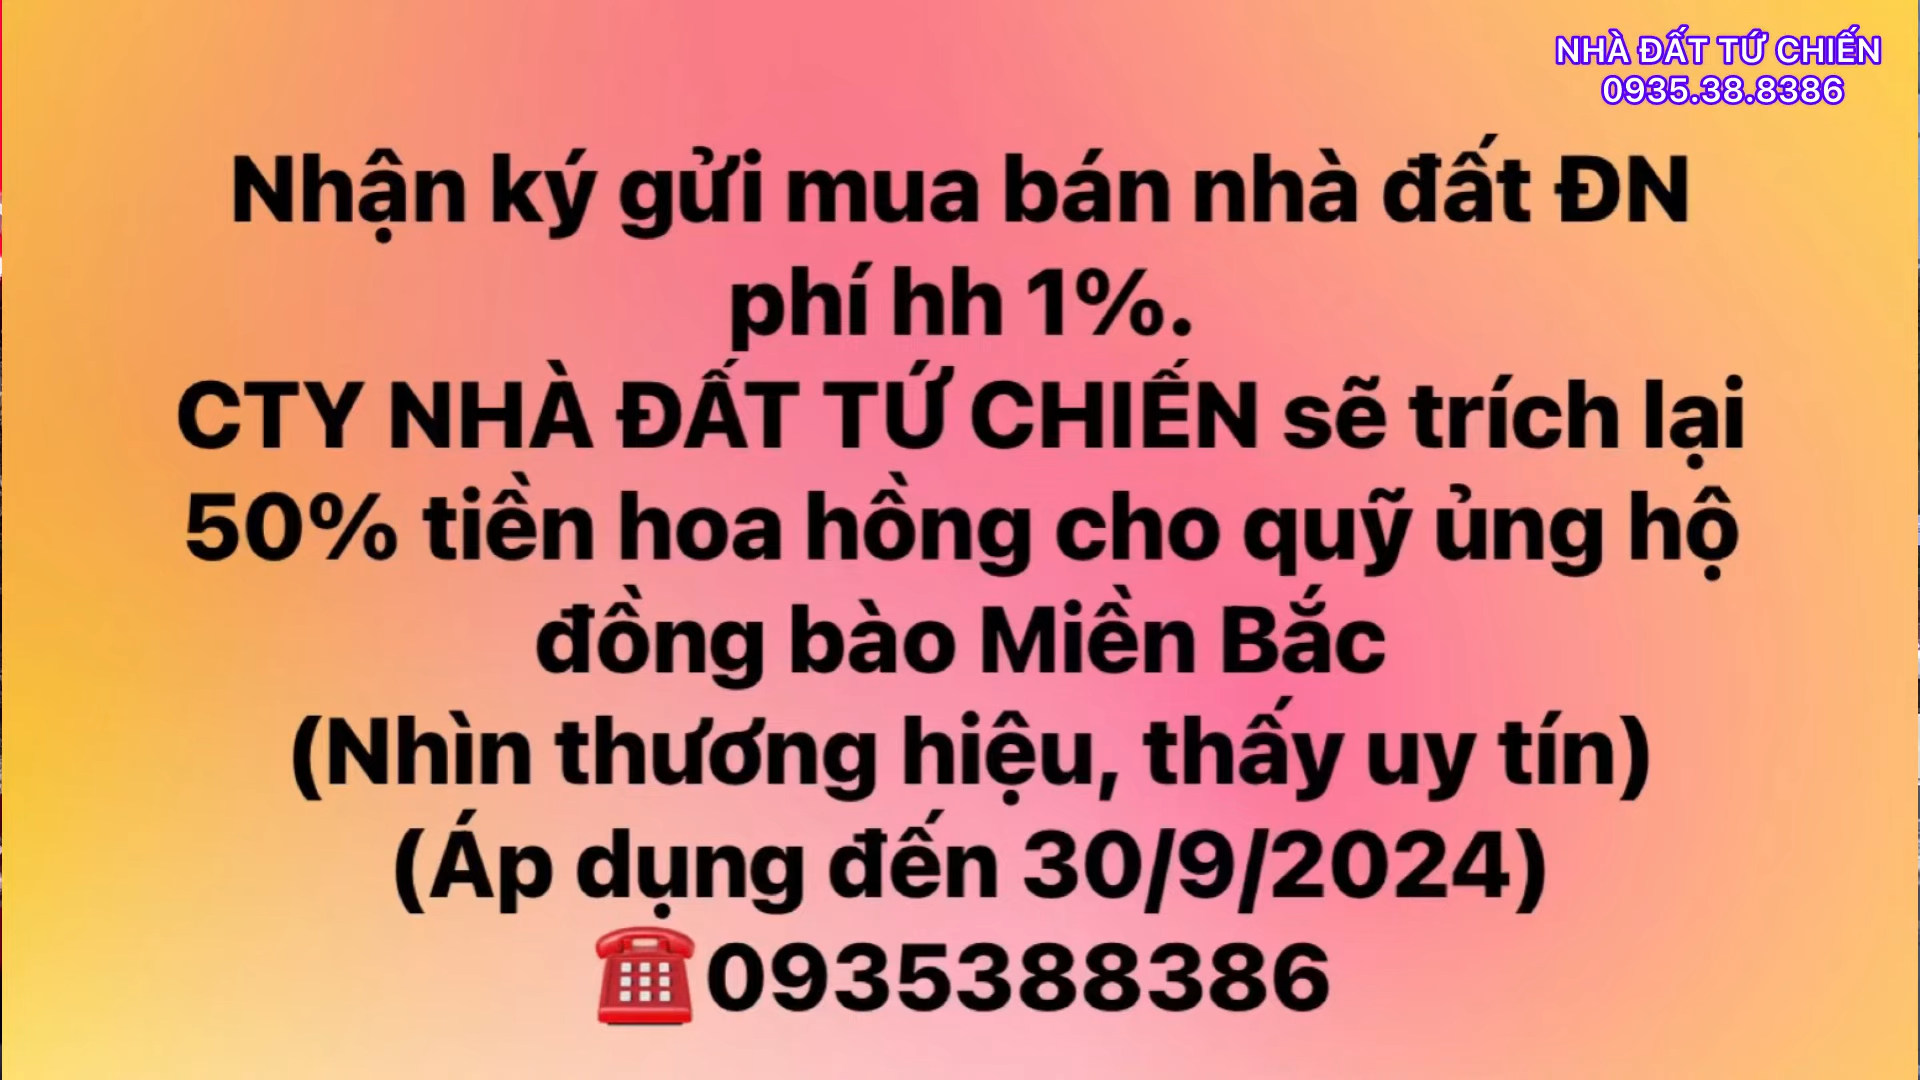 NHÀ ĐẤT TỨ CHIẾN
0935.38.8386
Nhận ký gửi mua bán nhà đất ĐN
phí hh 1%.
CTY NHÀ ĐẤT TỨ CHIẾN sẽ trích lại
50% tiền hoa hồng cho quỹ ủng hộ
đồng bào Miền Bắc
(Nhìn thương hiệu, thấy uy tín)
(Áp dụng đến 30/9/2024)
☎️0935388386